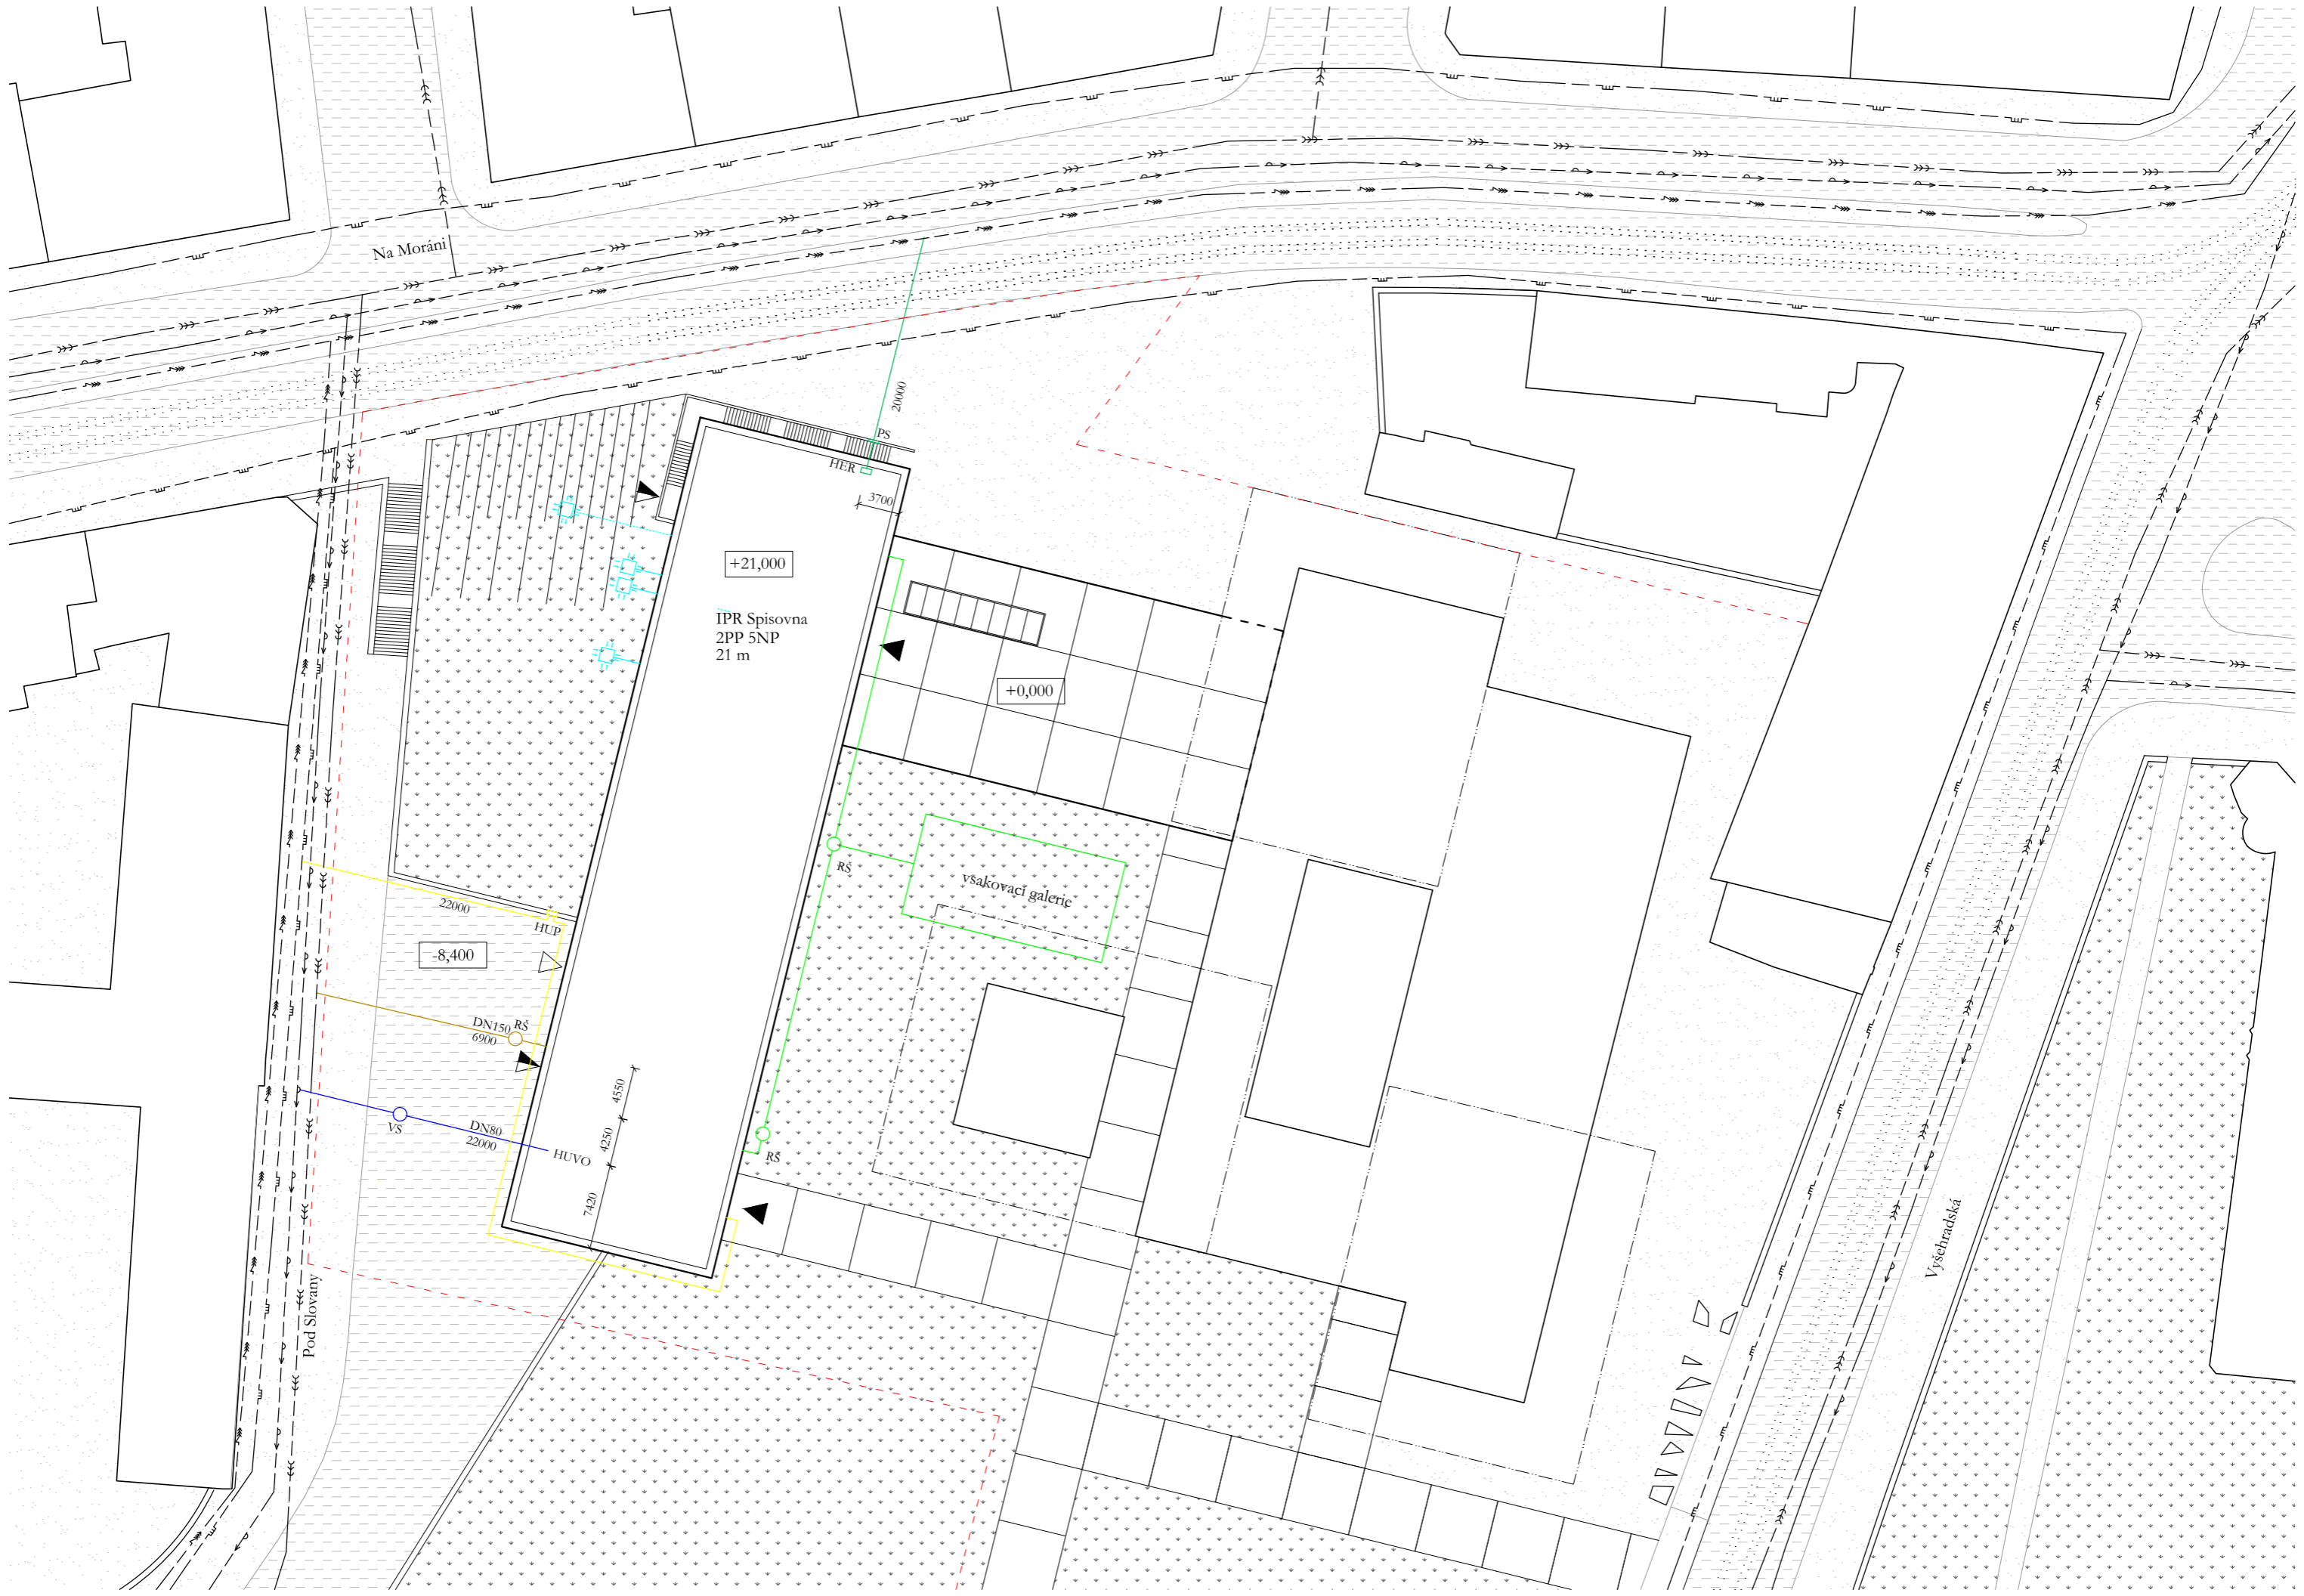 Na Moráni
20000
PS
HER
3700
+21,000
IPR Spisovna
2PP 5NP
21 m
+0,000
RŠ
vsakovací galerie
22000
HUP
-8,400
DN150 RŠ
6900
4550
VS
DN80
22000
4250
HUVO
RŠ
7420
Pod Slovany
Vyšehradská